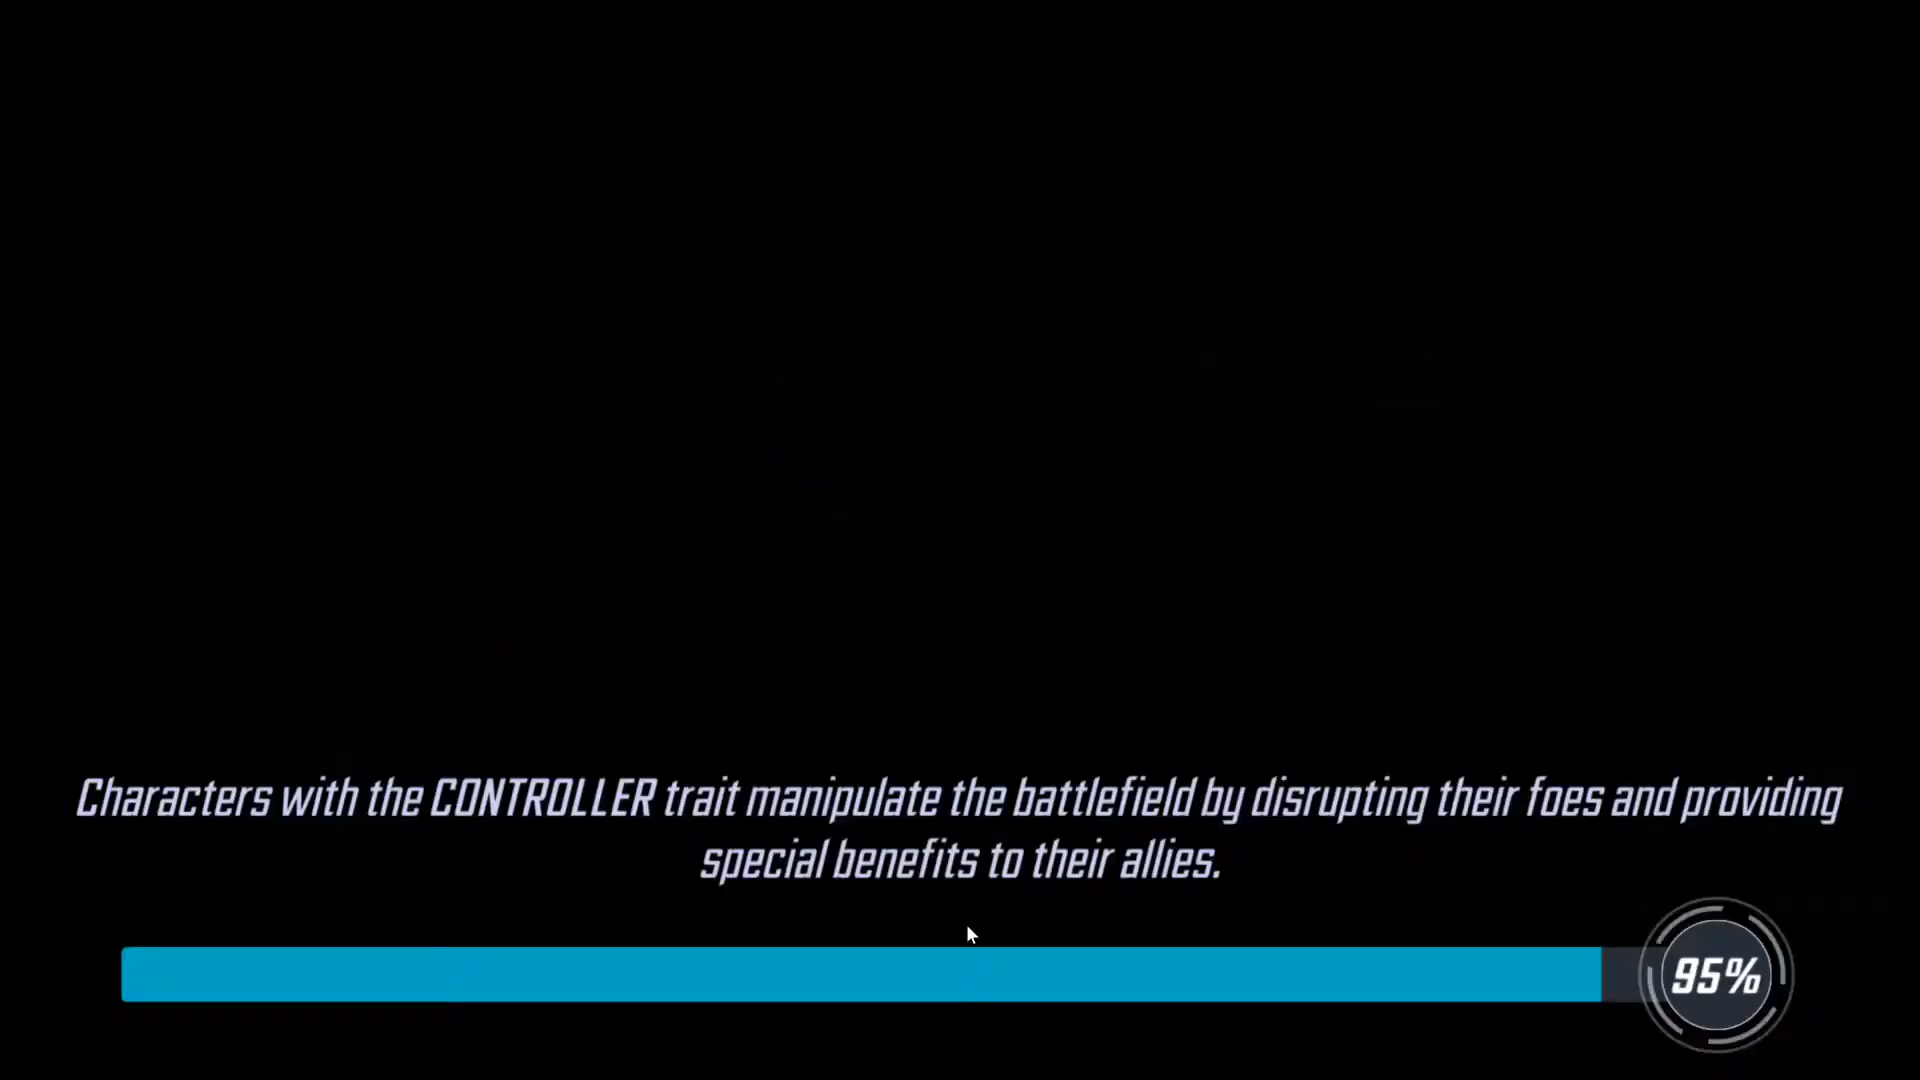 Characters with the CONTROLLER trait manipulate the battlefield by disrupting their foes and providing
special benefits to their allies.
95%